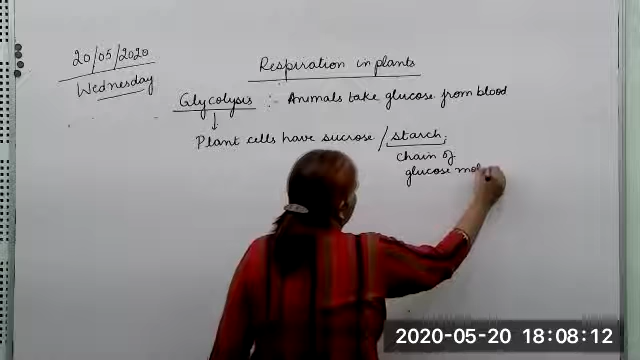 20/05/2020
Wednesday
Respiration in plants
Glycolysis :- Animals take glucose from blood
↓
Plant cells have sucrose / starch;
chain of
glucose mol
2020-05-20 18:08:12